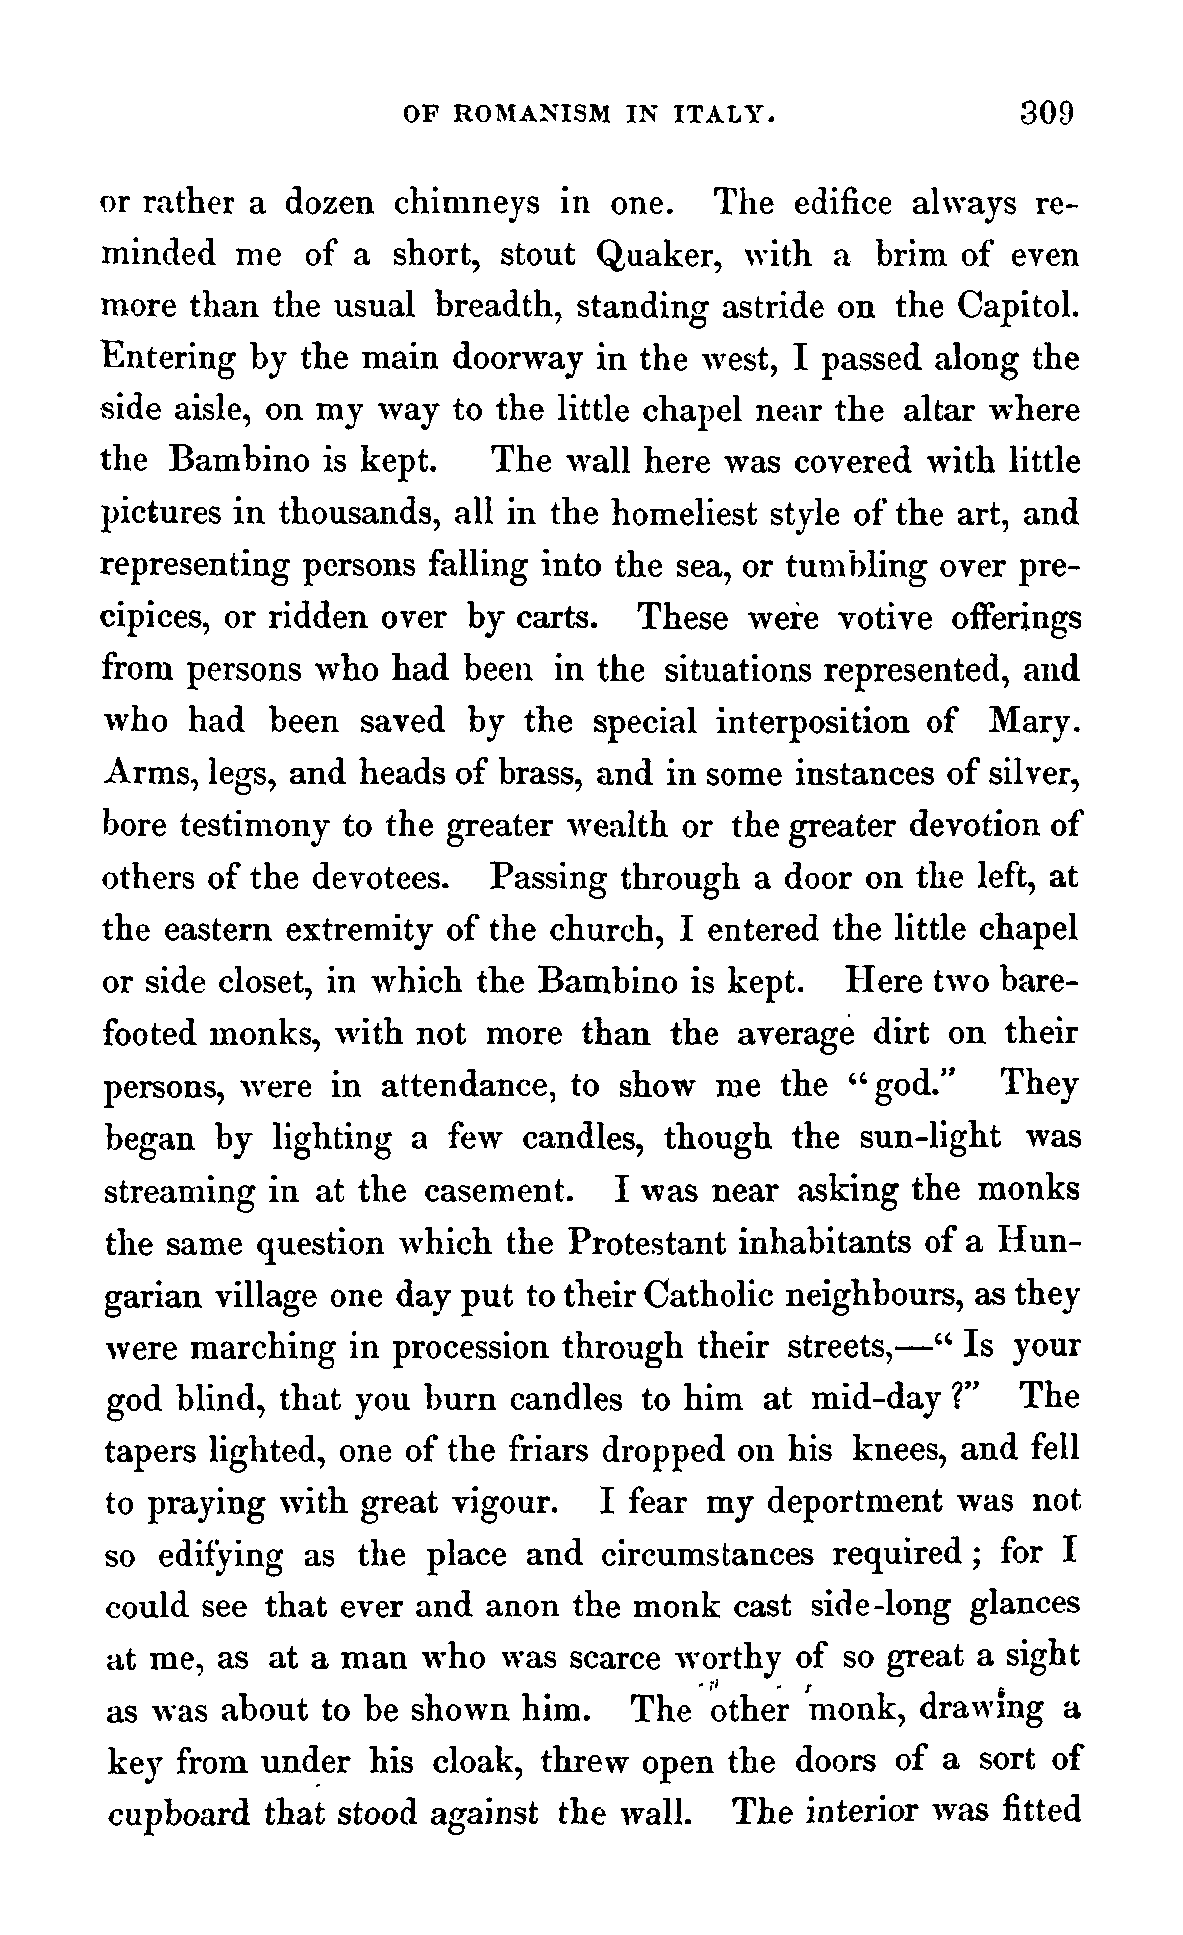 OF ROMANISM IN ITALY. 309
or rather a dozen chimneys in one. The edifice always re-
minded me of a short, stout Quaker, with a brim of even
more than the usual breadth, standing astride on the Capitol.
Entering by the main doorway in the west, I passed along the
side aisle, on my way to the little chapel near the altar where
the Bambino is kept. The wall here was covered with little
pictures in thousands, all in the homeliest style of the art, and
representing persons falling into the sea, or tumbling over pre-
cipices, or ridden over by carts. These were votive offerings
from persons who had been in the situations represented, and
who had been saved by the special interposition of Mary.
Arms, legs, and heads of brass, and in some instances of silver,
bore testimony to the greater wealth or the greater devotion of
others of the devotees. Passing through a door on the left, at
the eastern extremity of the church, I entered the little chapel
or side closet, in which the Bambino is kept. Here two bare-
footed monks, with not more than the average dirt on their
persons, were in attendance, to show me the “god.” They
began by lighting a few candles, though the sun-light was
streaming in at the casement. I was near asking the monks
the same question which the Protestant inhabitants of a Hun-
garian village one day put to their Catholic neighbours, as they
were marching in procession through their streets,—“Is your
god blind, that you burn candles to him at mid-day?” The
tapers lighted, one of the friars dropped on his knees, and fell
to praying with great vigour. I fear my deportment was not
so edifying as the place and circumstances required; for I
could see that ever and anon the monk cast side-long glances
at me, as at a man who was scarce worthy of so great a sight
as was about to be shown him. The other monk, drawing a
key from under his cloak, threw open the doors of a sort of
cupboard that stood against the wall. The interior was fitted